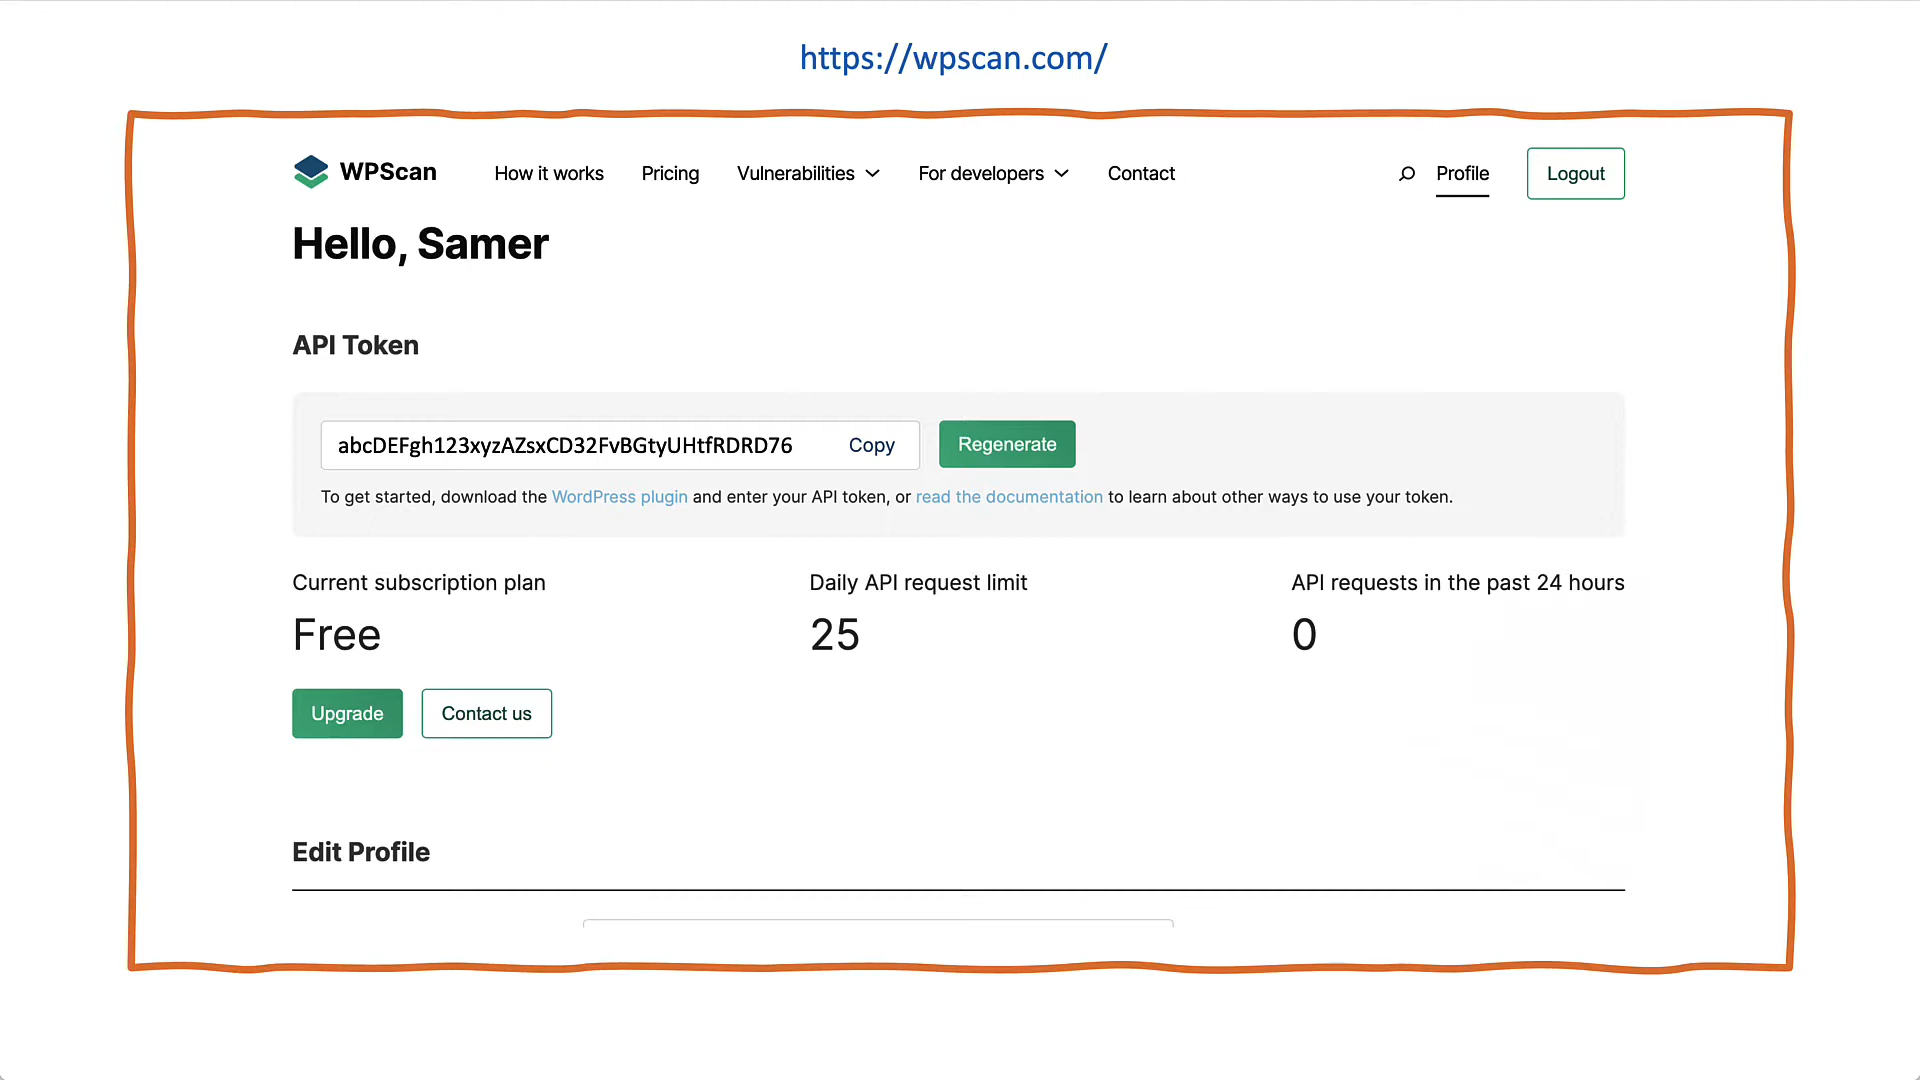 https://wpscan.com/
WPScan How it works Pricing Vulnerabilities For developers Contact Profile Logout
Hello, Samer
API Token
abcDEFgh123xyzAZsxCD32FvBGtyUHtfRDRD76 Copy Regenerate
To get started, download the WordPress plugin and enter your API token, or read the documentation to learn about other ways to use your token.
Current subscription plan Daily API request limit API requests in the past 24 hours
Free 25 0
Upgrade Contact us
Edit Profile